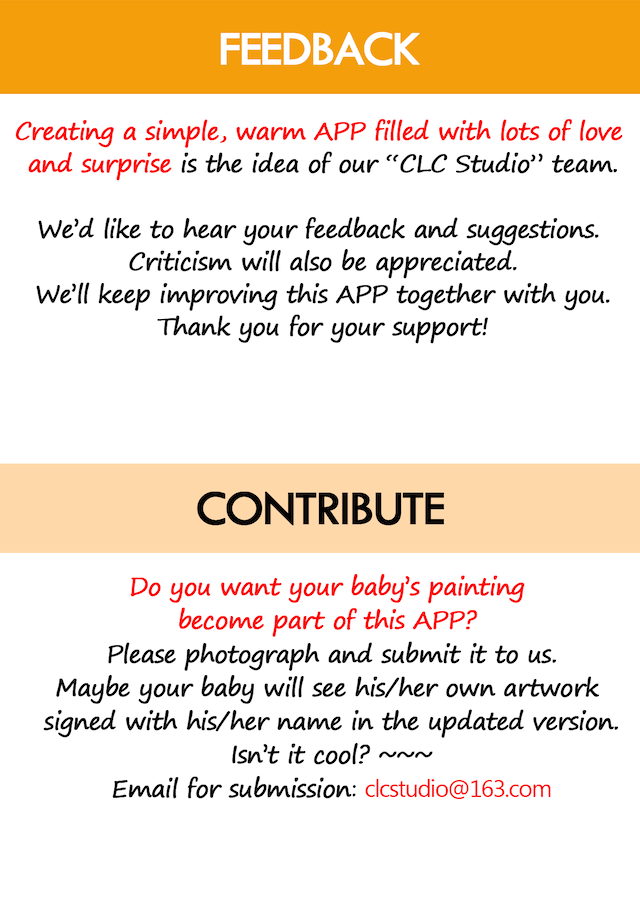 FEEDBACK
Creating a simple, warm APP filled with lots of love
and surprise is the idea of our “CLC Studio” team.
We’d like to hear your feedback and suggestions.
Criticism will also be appreciated.
We’ll keep improving this APP together with you.
Thank you for your support!
CONTRIBUTE
Do you want your baby’s painting
become part of this APP?
Please photograph and submit it to us.
Maybe your baby will see his/her own artwork
signed with his/her name in the updated version.
Isn’t it cool? ~~~
Email for submission: clcstudio@163.com